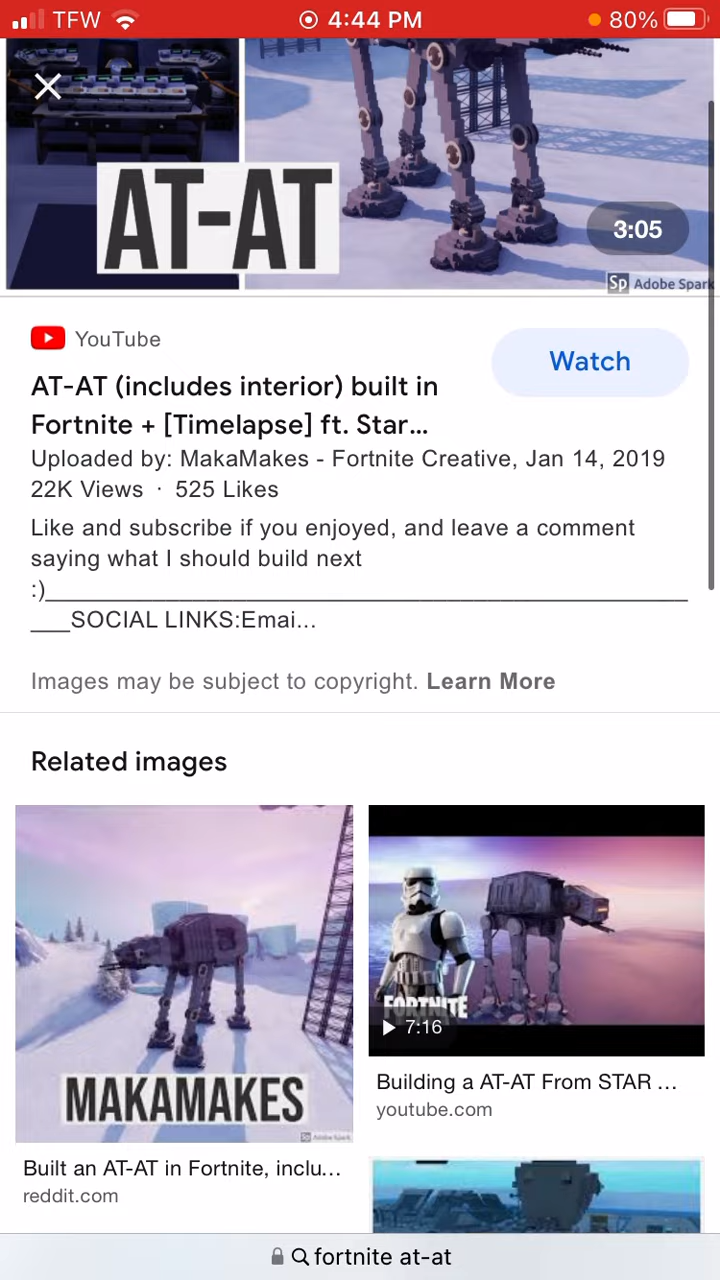 TFW 4:44 PM 80%
AT-AT
3:05
Sp Adobe Spark
YouTube
Watch
AT-AT (includes interior) built in
Fortnite + [Timelapse] ft. Star...
Uploaded by: MakaMakes - Fortnite Creative, Jan 14, 2019
22K Views · 525 Likes
Like and subscribe if you enjoyed, and leave a comment
saying what I should build next
:)__________________________________________________
___SOCIAL LINKS:Emai...
Images may be subject to copyright. Learn More
Related images
MAKAMAKES
Sp Adobe Spark
Built an AT-AT in Fortnite, inclu...
reddit.com
FORTNITE
7:16
Building a AT-AT From STAR ...
youtube.com
fortnite at-at